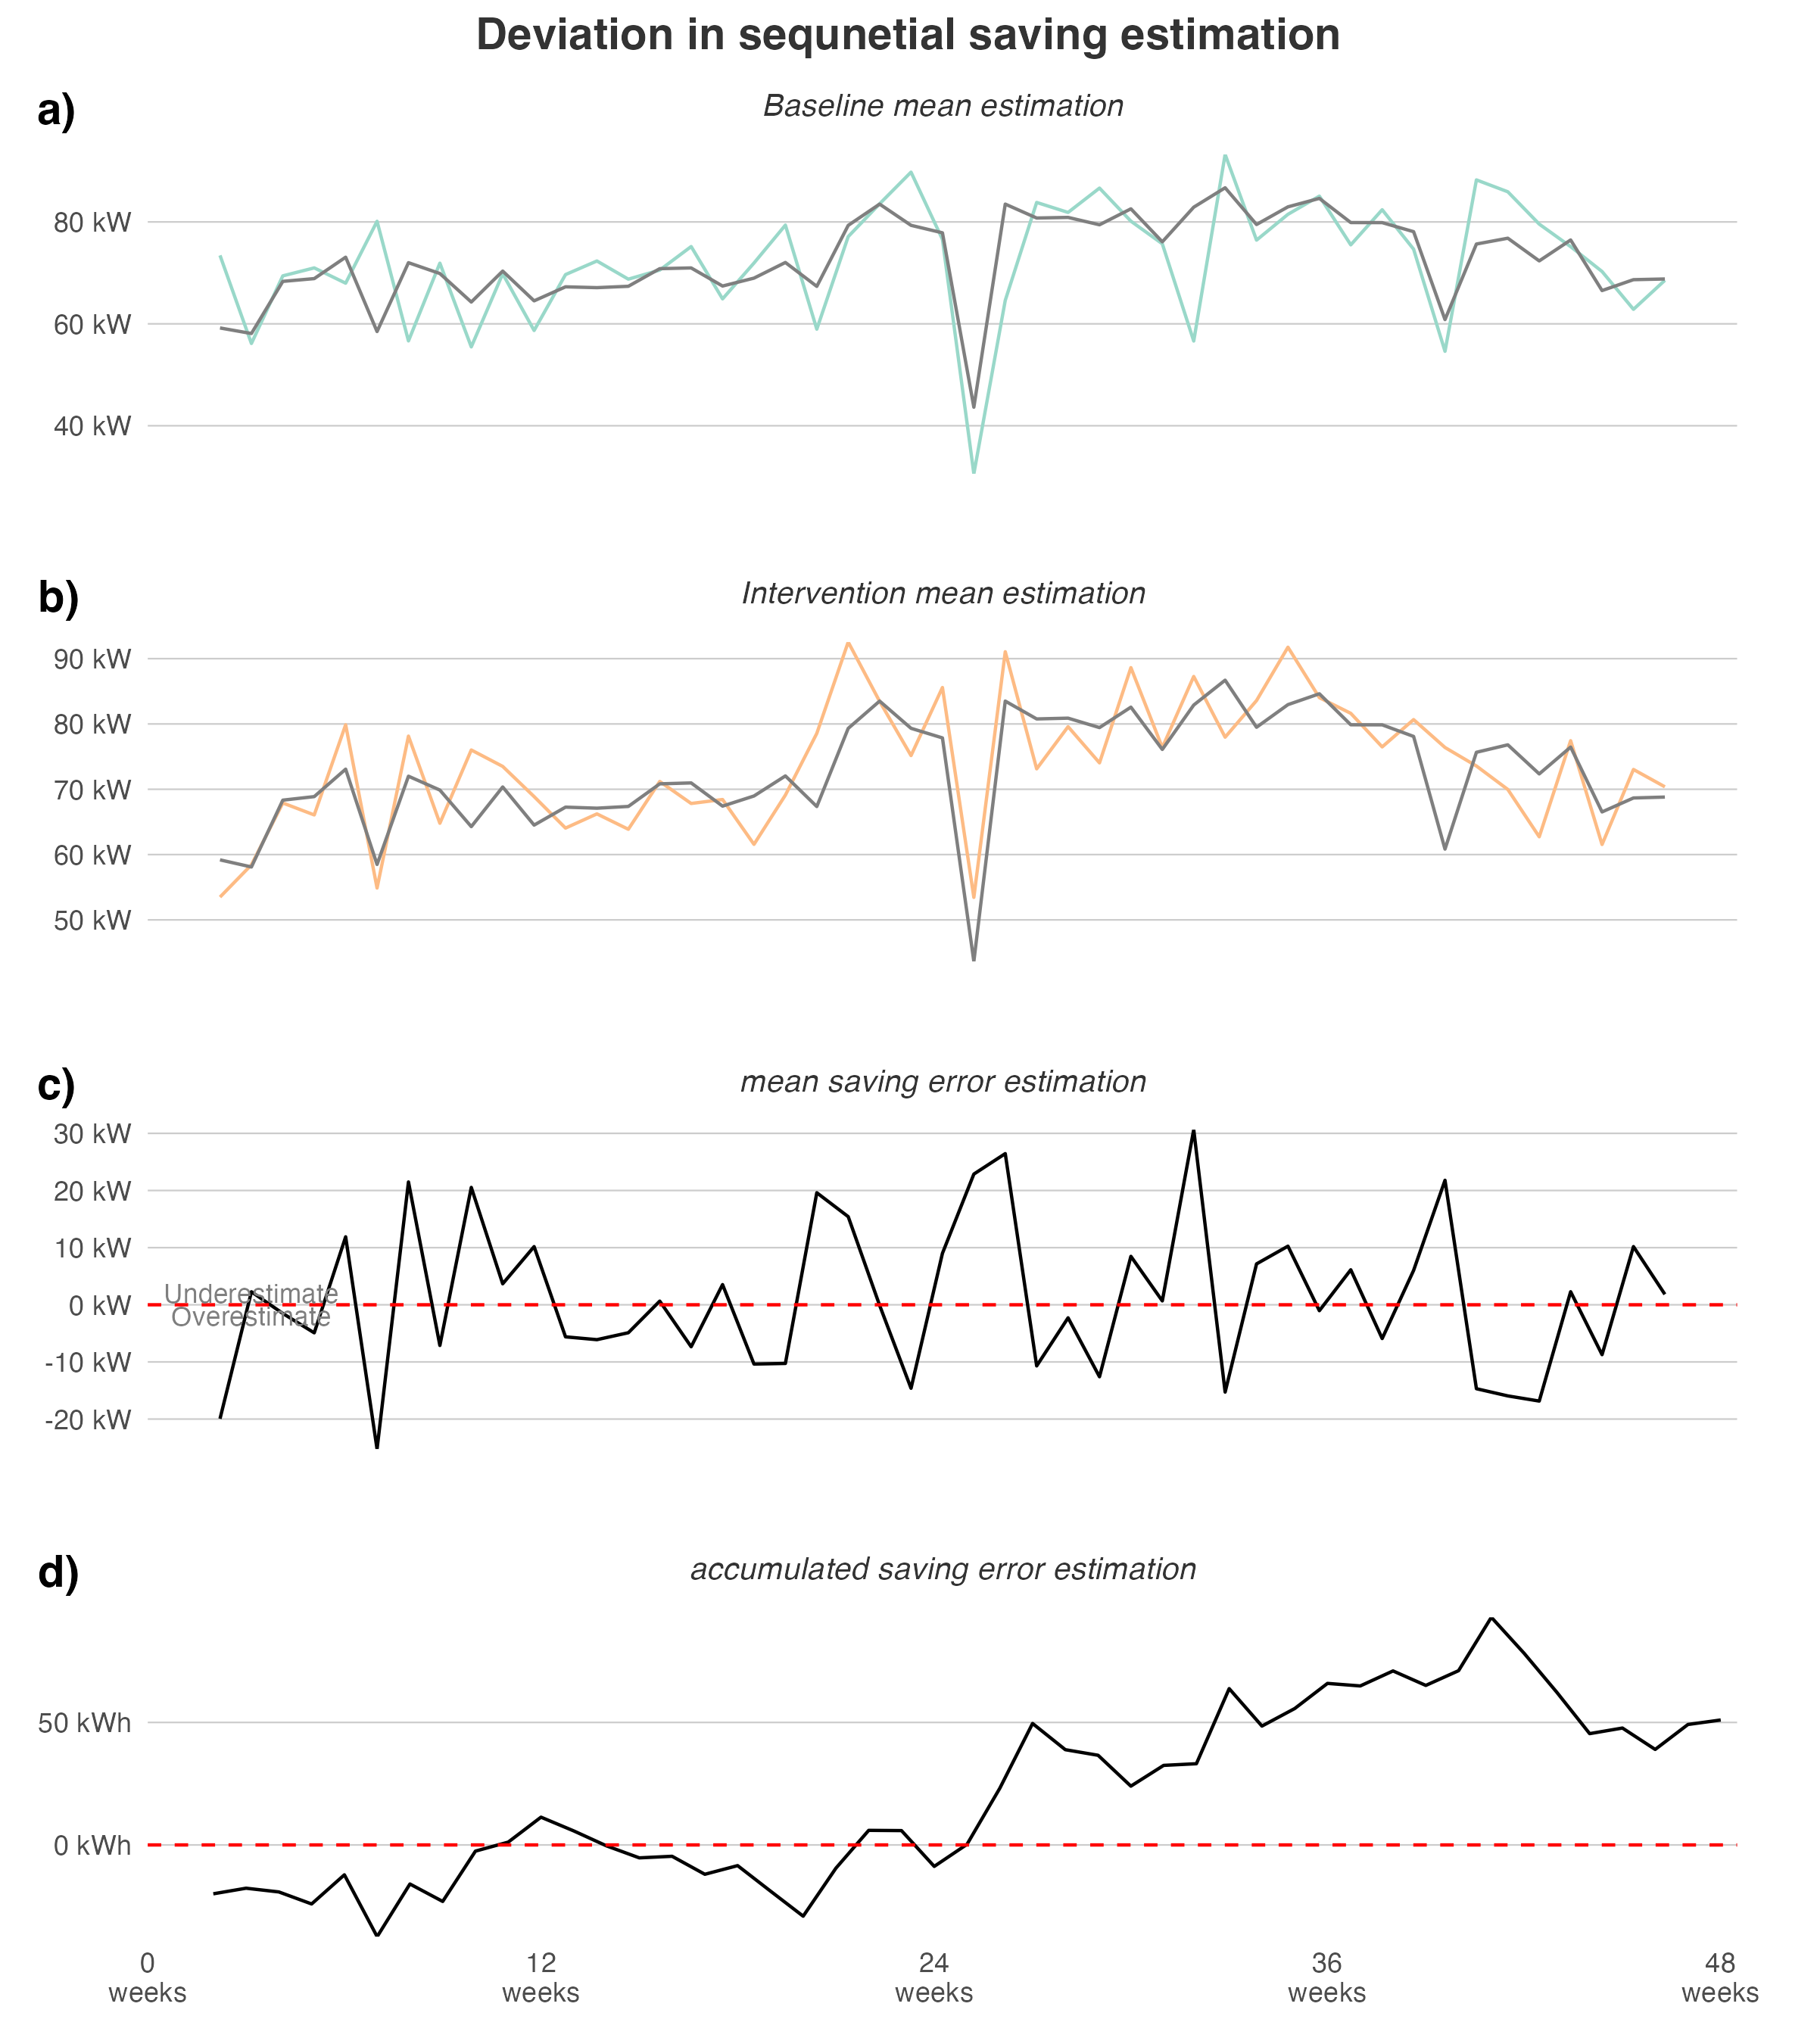 Deviation in sequnetial saving estimation
a)
Baseline mean estimation
80 kW
60 kW
40 kW
b)
Intervention mean estimation
90 kW
80 kW
70 kW
60 kW
50 kW
c)
mean saving error estimation
30 kW
20 kW
10 kW
Underestimate
0 kW
Overestimate
-10 kW
-20 kW
d)
accumulated saving error estimation
50 kWh
0 kWh
0 12 24 36 48
weeks weeks weeks weeks weeks